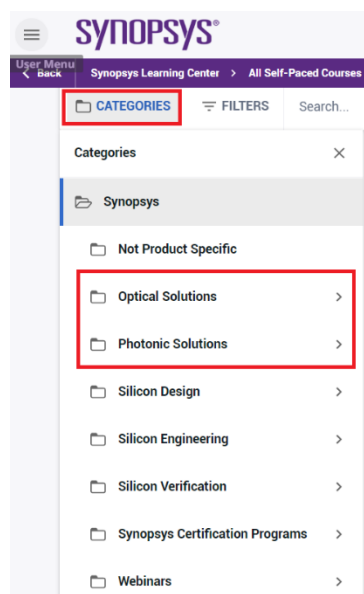 SYNOPSYS®
User Menu
Back
Synopsys Learning Center > All Self-Paced Courses
CATEGORIES
FILTERS
Search...
Categories
Synopsys
Not Product Specific
Optical Solutions
Photonic Solutions
Silicon Design
Silicon Engineering
Silicon Verification
Synopsys Certification Programs
Webinars